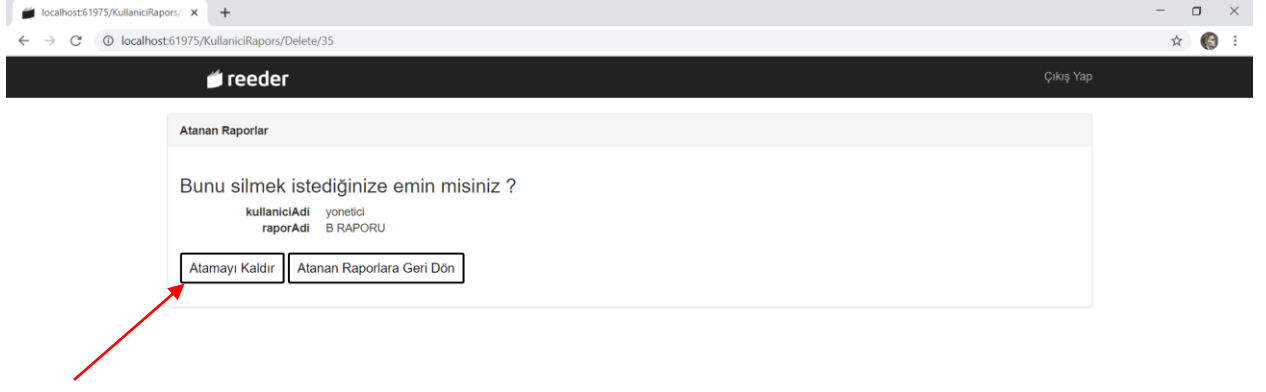 localhost:61975/KullaniciRapors/
localhost:61975/KullaniciRapors/Delete/35
reeder
Çıkış Yap
Atanan Raporlar
Bunu silmek istediğinize emin misiniz ?
kullaniciAdi yonetici
raporAdi B RAPORU
Atamayı Kaldır Atanan Raporlara Geri Dön